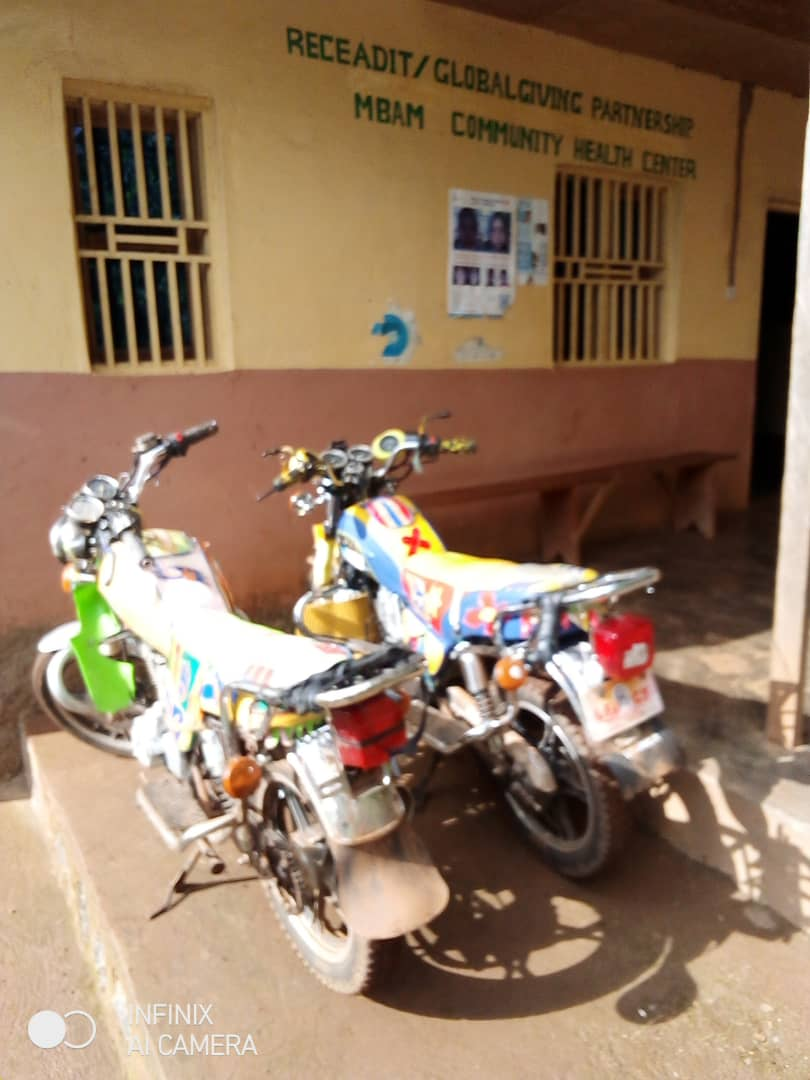 RECEADIT/GLOBALGIVING PARTNERSHIP
MBAM COMMUNITY HEALTH CENTER
INFINIX
AI CAMERA